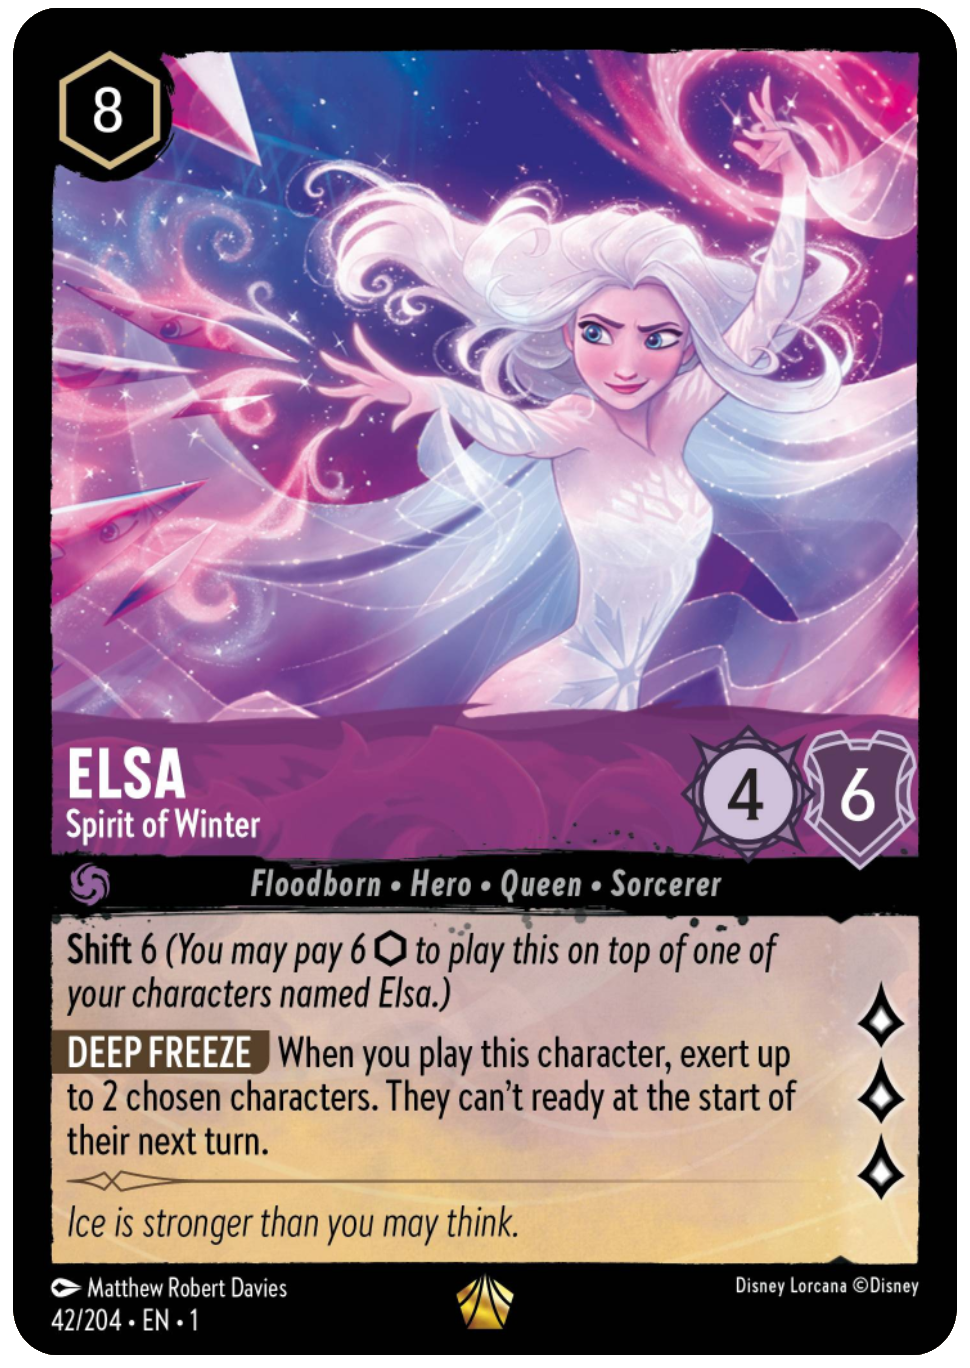 8
ELSA
Spirit of Winter
4
6
Floodborn • Hero • Queen • Sorcerer
Shift 6 (You may pay 6 ⬡ to play this on top of one of
your characters named Elsa.)
DEEP FREEZE When you play this character, exert up
to 2 chosen characters. They can’t ready at the start of
their next turn.
Ice is stronger than you may think.
Matthew Robert Davies
Disney Lorcana ©Disney
42/204 • EN • 1